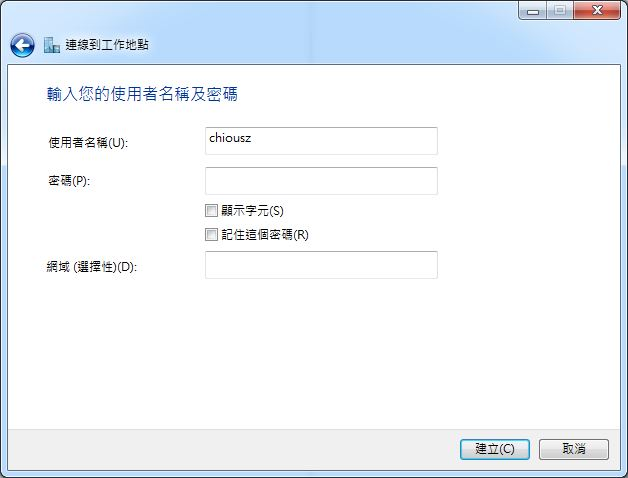 連線到工作地點
輸入您的使用者名稱及密碼
使用者名稱(U): chiousz
密碼(P):
顯示字元(S)
記住這個密碼(R)
網域 (選擇性)(D):
建立(C) 取消